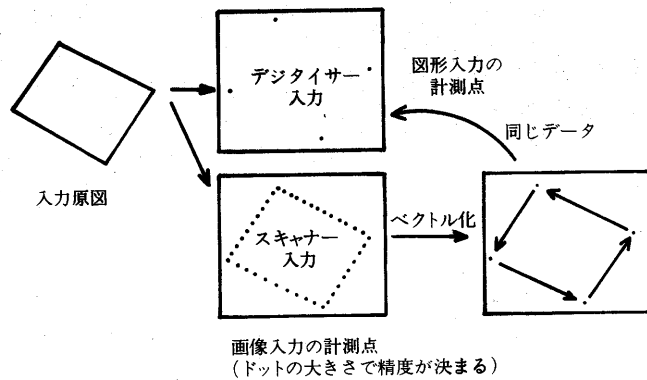 デジタイサー
入力
図形入力の
計測点
同じデータ
入力原図
スキャナー
入力
ベクトル化
画像入力の計測点
(ドットの大きさで精度が決まる)